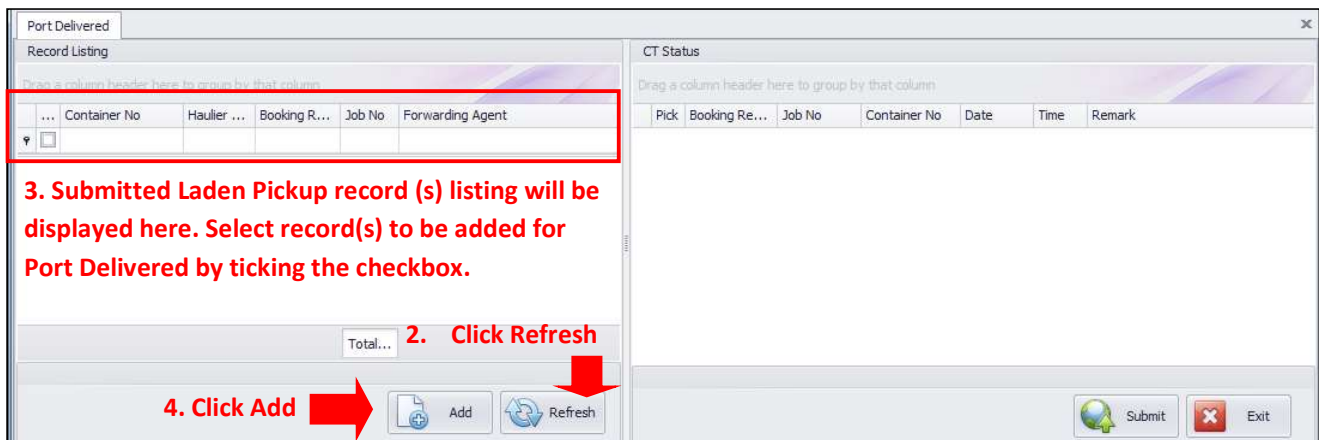 Port Delivered
Record Listing
Drag a column header here to group by that column
... Container No Haulier ... Booking R... Job No Forwarding Agent
3. Submitted Laden Pickup record (s) listing will be
displayed here. Select record(s) to be added for
Port Delivered by ticking the checkbox.
Total...
2. Click Refresh
4. Click Add
Add
Refresh
CT Status
Drag a column header here to group by that column
Pick Booking Re... Job No Container No Date Time Remark
Submit
Exit